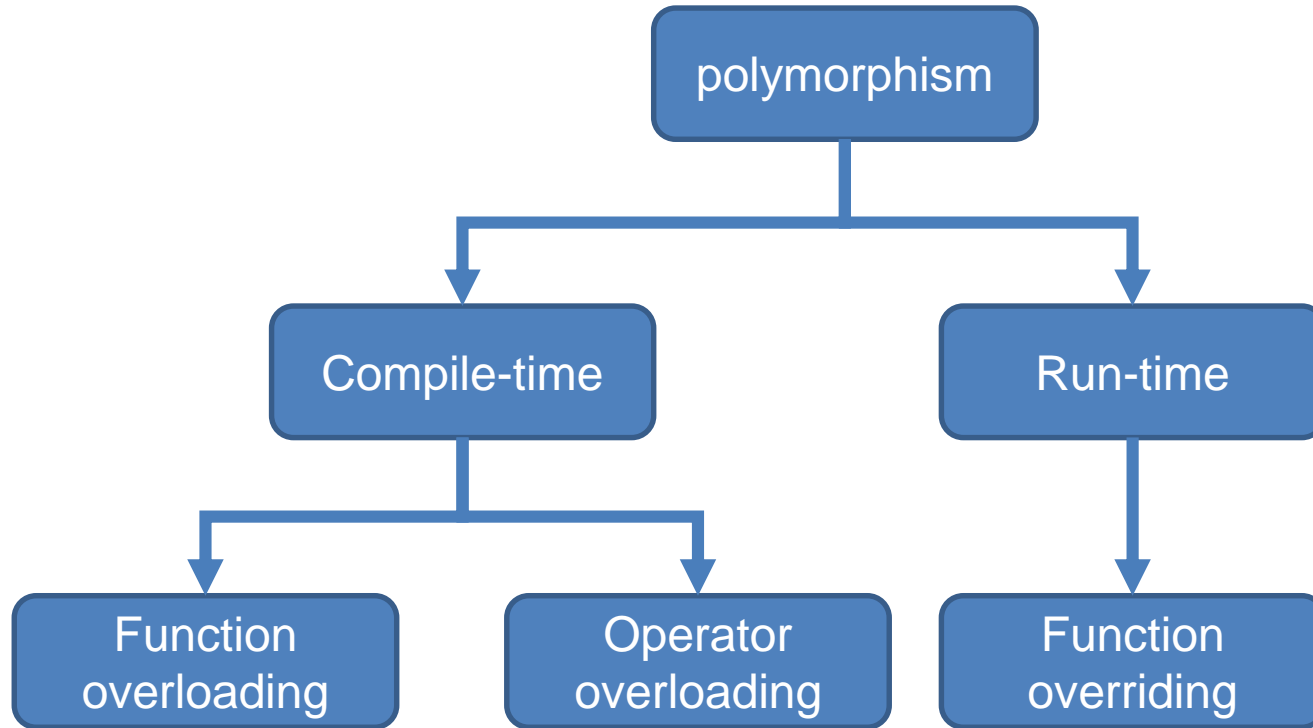 polymorphism
Compile-time
Run-time
Function
overloading
Operator
overloading
Function
overriding